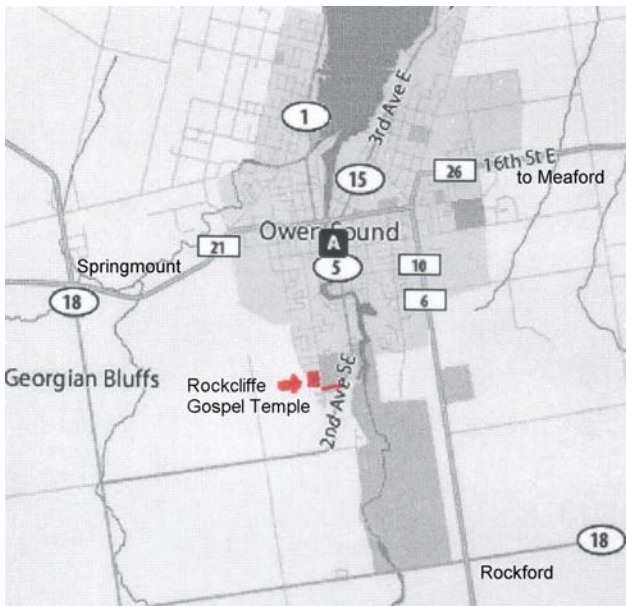 1
3rd Ave E
15
26
16th St E
to Meaford
Ower Sound
A
21
5
10
Springmount
18
6
Georgian Bluffs
Rockcliffe
Gospel Temple
2nd Ave SE
18
Rockford